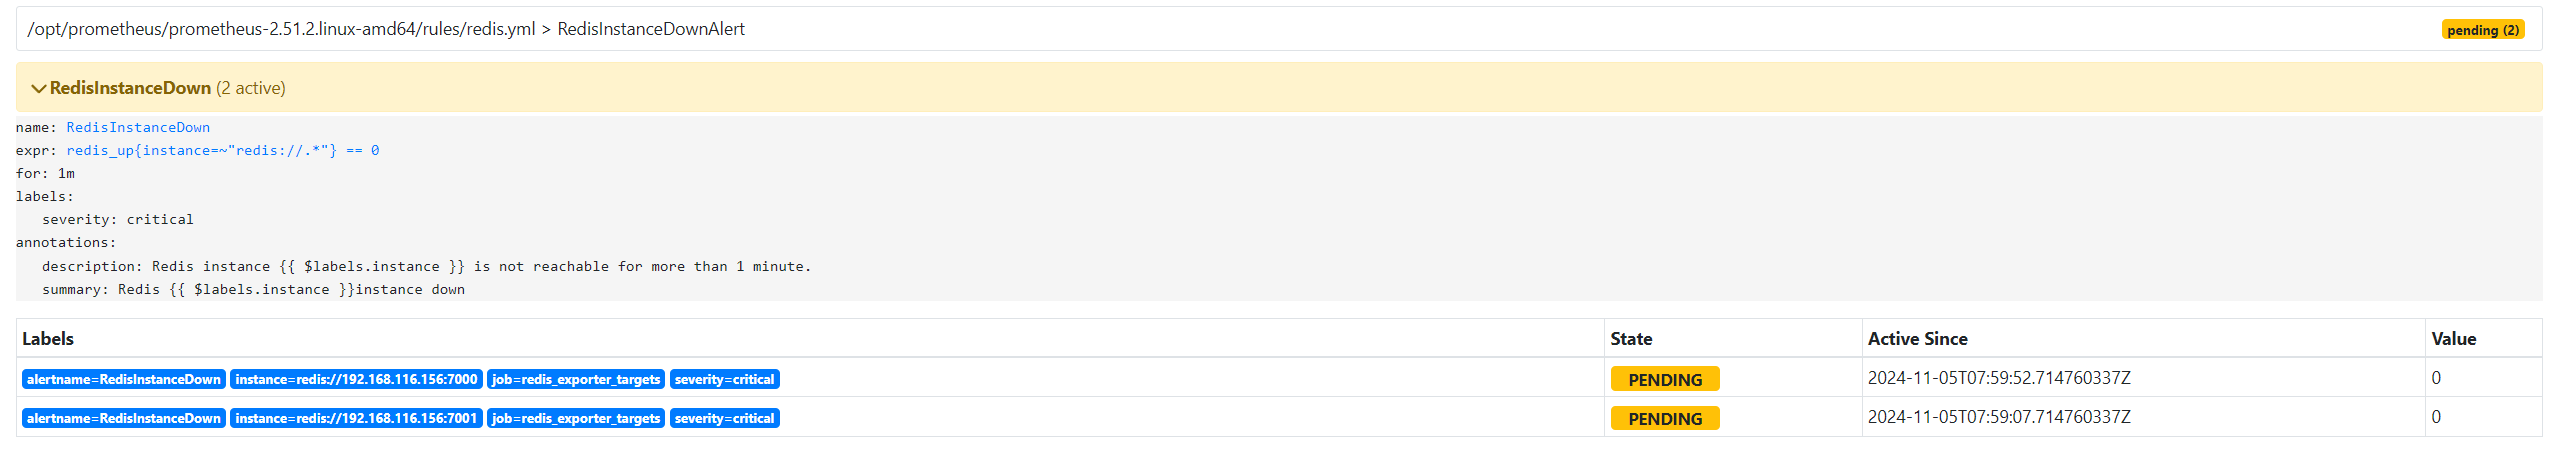 /opt/prometheus/prometheus-2.51.2.linux-amd64/rules/redis.yml > RedisInstanceDownAlert pending (2)
RedisInstanceDown (2 active)
name: RedisInstanceDown
expr: redis_up{instance=~"redis://.*"} == 0
for: 1m
labels:
severity: critical
annotations:
description: Redis instance {{ $labels.instance }} is not reachable for more than 1 minute.
summary: Redis {{ $labels.instance }}instance down
Labels State Active Since Value
alertname=RedisInstanceDown instance=redis://192.168.116.156:7000 job=redis_exporter_targets severity=critical PENDING 2024-11-05T07:59:52.714760337Z 0
alertname=RedisInstanceDown instance=redis://192.168.116.156:7001 job=redis_exporter_targets severity=critical PENDING 2024-11-05T07:59:07.714760337Z 0